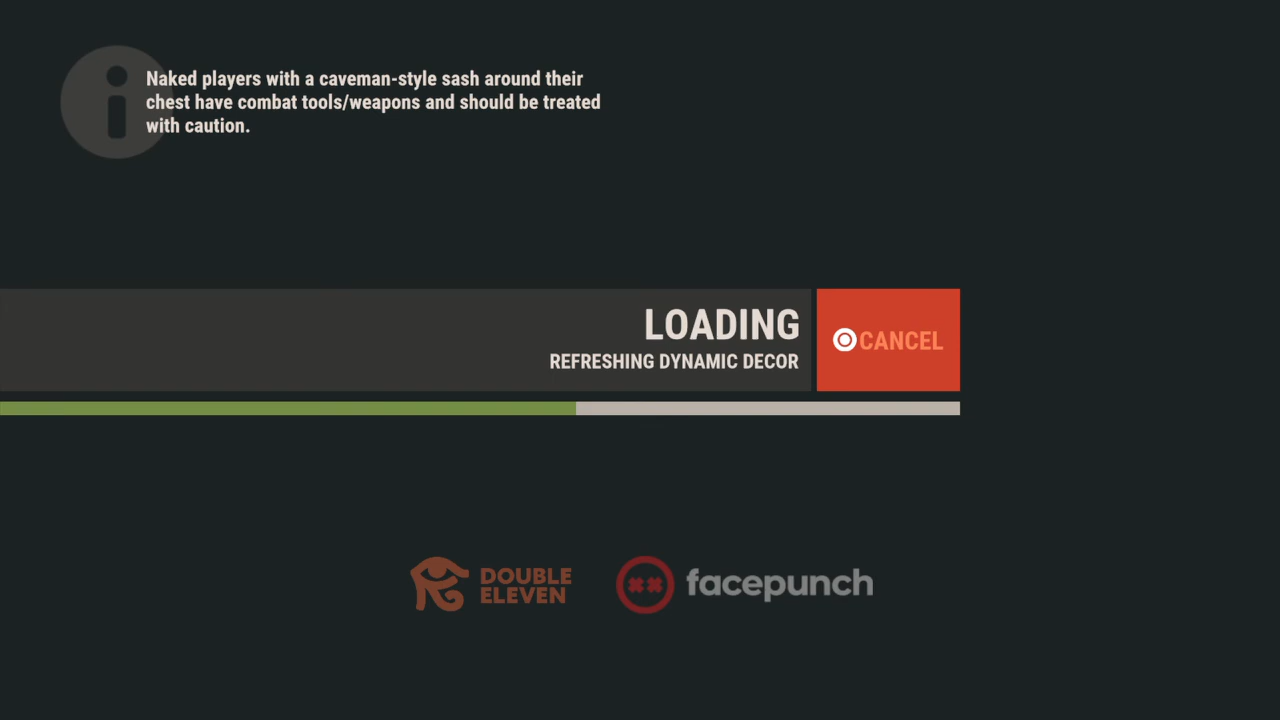 Naked players with a caveman-style sash around their
chest have combat tools/weapons and should be treated
with caution.
LOADING
REFRESHING DYNAMIC DECOR
CANCEL
DOUBLE
ELEVEN
facepunch